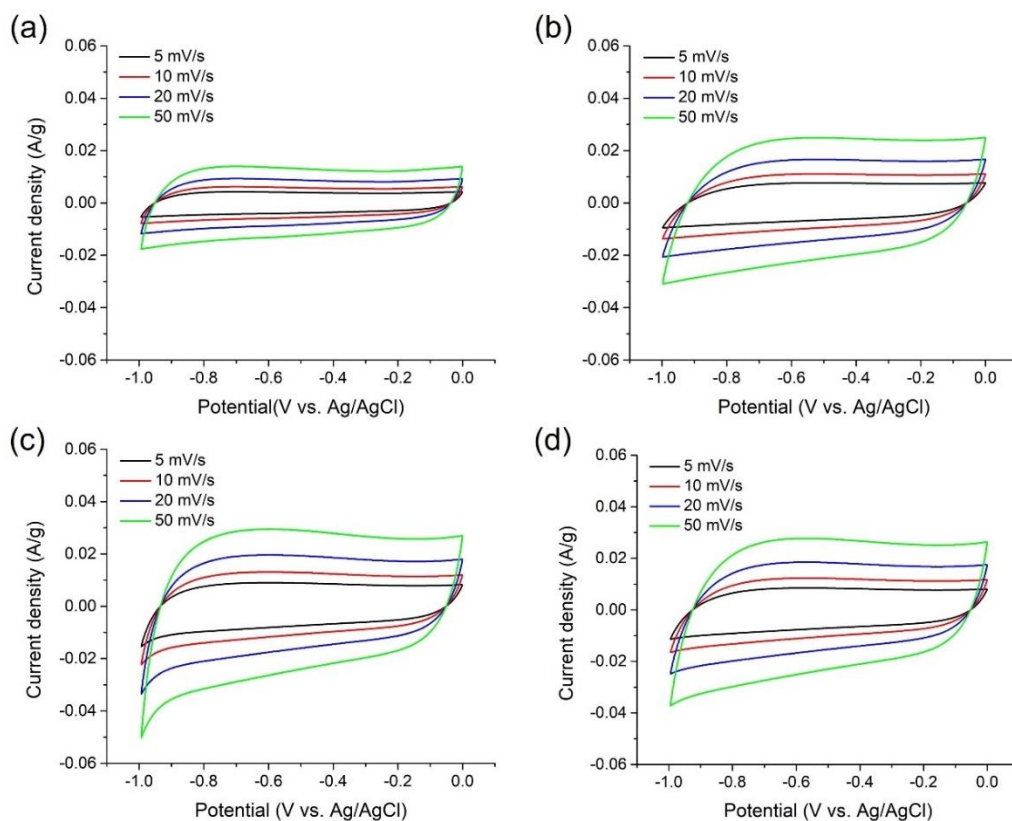 (a)
5 mV/s
10 mV/s
20 mV/s
50 mV/s
0.06
0.04
0.02
0.00
-0.02
-0.04
-0.06
Current density (A/g)
-1.0 -0.8 -0.6 -0.4 -0.2 0.0
Potential(V vs. Ag/AgCl)
(b)
5 mV/s
10 mV/s
20 mV/s
50 mV/s
0.06
0.04
0.02
0.00
-0.02
-0.04
-0.06
Current density (A/g)
-1.0 -0.8 -0.6 -0.4 -0.2 0.0
Potential (V vs. Ag/AgCl)
(c)
5 mV/s
10 mV/s
20 mV/s
50 mV/s
0.06
0.04
0.02
0.00
-0.02
-0.04
-0.06
Current density (A/g)
-1.0 -0.8 -0.6 -0.4 -0.2 0.0
Potential (V vs. Ag/AgCl)
(d)
5 mV/s
10 mV/s
20 mV/s
50 mV/s
0.06
0.04
0.02
0.00
-0.02
-0.04
-0.06
Current density (A/g)
-1.0 -0.8 -0.6 -0.4 -0.2 0.0
Potential (V vs. Ag/AgCl)